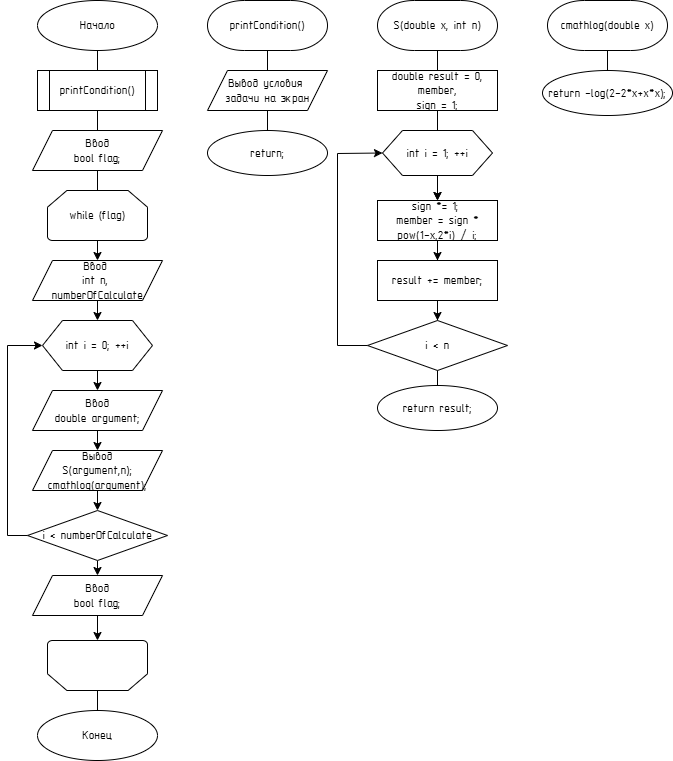 Начало
printCondition()
Ввод
bool flag;
while (flag)
Ввод
int n,
numberOfCalculate
int i = 0; ++i
Ввод
double argument;
Вывод
S(argument,n);
cmathlog(argument);
i < numberOfCalculate
Ввод
bool flag;
Конец
printCondition()
Вывод условия
задачи на экран
return;
S(double x, int n)
double result = 0,
member,
sign = 1;
int i = 1; ++i
sign *= 1;
member = sign *
pow(1-x,2*i) / i;
result += member;
i < n
return result;
cmathlog(double x)
return -log(2-2*x+x*x);